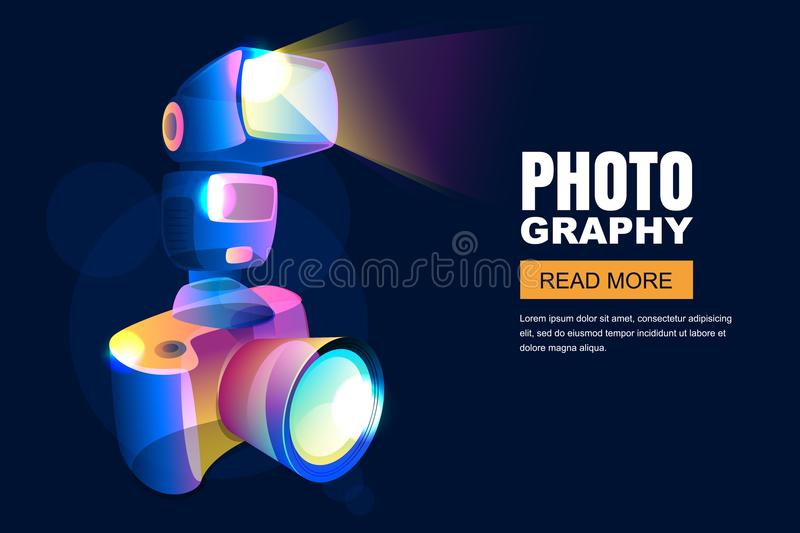 PHOTO
GRAPHY
READ MORE
Lorem ipsum dolor sit amet, consectetur adipiscing
elit, sed do eiusmod tempor incididunt ut labore et
dolore magna aliqua.
dreamstime